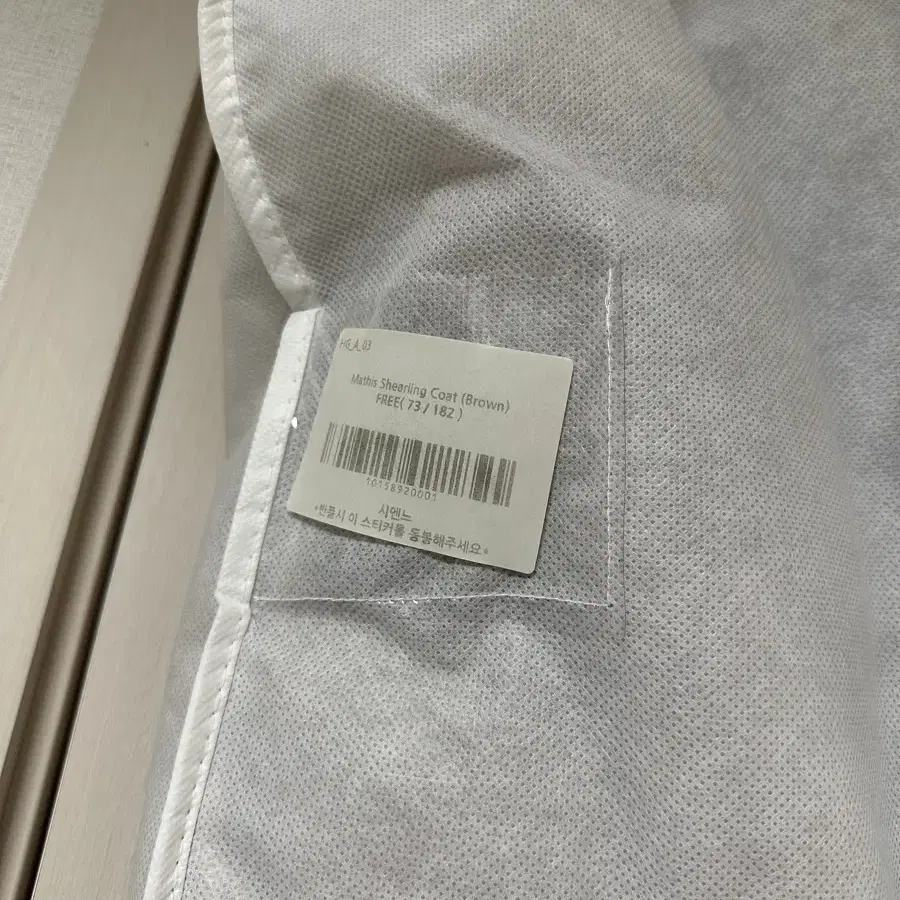 HG_A_03
Mathis Shearling Coat (Brown)
FREE( 73 / 182 )
10158920001
시엔느
*반품시 이 스티커를 동봉해주세요*